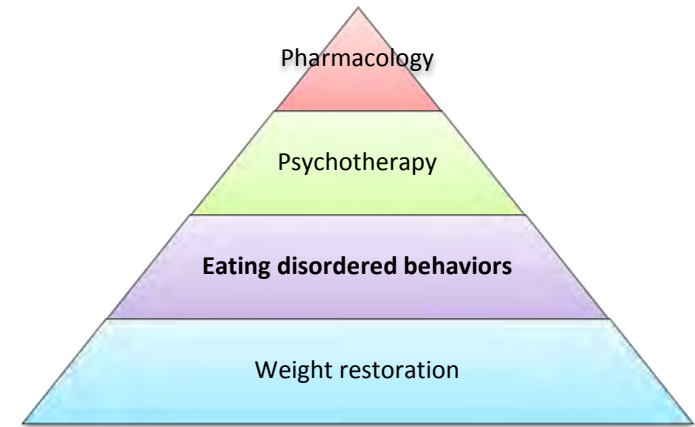 Pharmacology
Psychotherapy
Eating disordered behaviors
Weight restoration